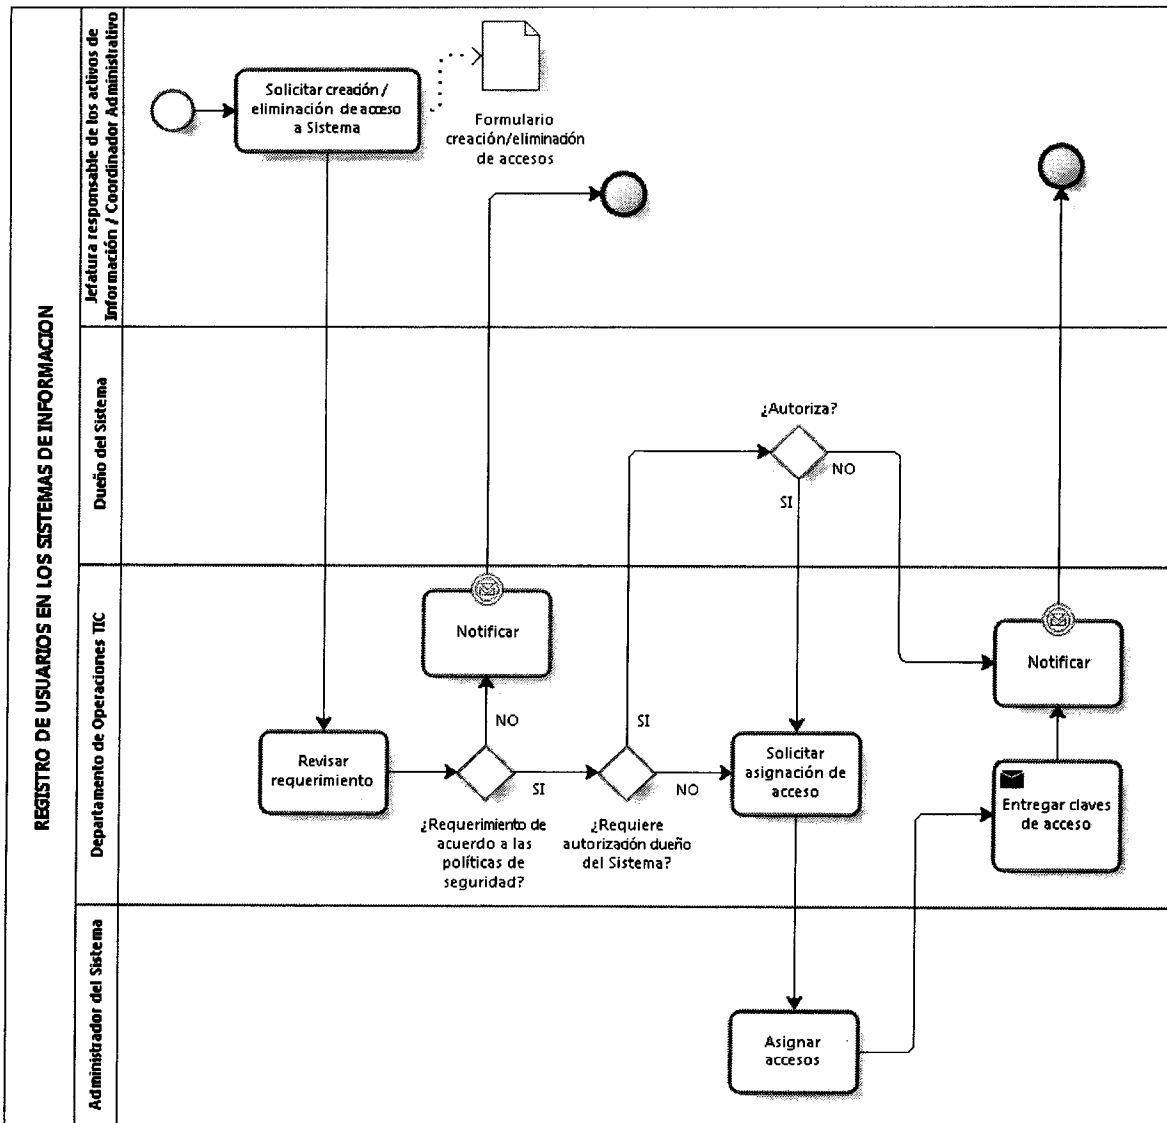 REGISTRO DE USUARIOS EN LOS SISTEMAS DE INFORMACION
Jefatura responsable de los activos de
Información / Coordinador Administrativo
Solicitar creación /
eliminación de acceso
a Sistema
Formulario
creación/eliminación
de accesos
Dueño del Sistema
¿Autoriza?
NO
SI
Departamento de Operaciones TIC
Notificar
NO
Revisar
requerimiento
SI
¿Requerimiento de
acuerdo a las
políticas de
seguridad?
SI
NO
¿Requiere
autorización dueño
del Sistema?
Solicitar
asignación de
acceso
Notificar
Entregar claves
de acceso
Administrador del Sistema
Asignar
accesos